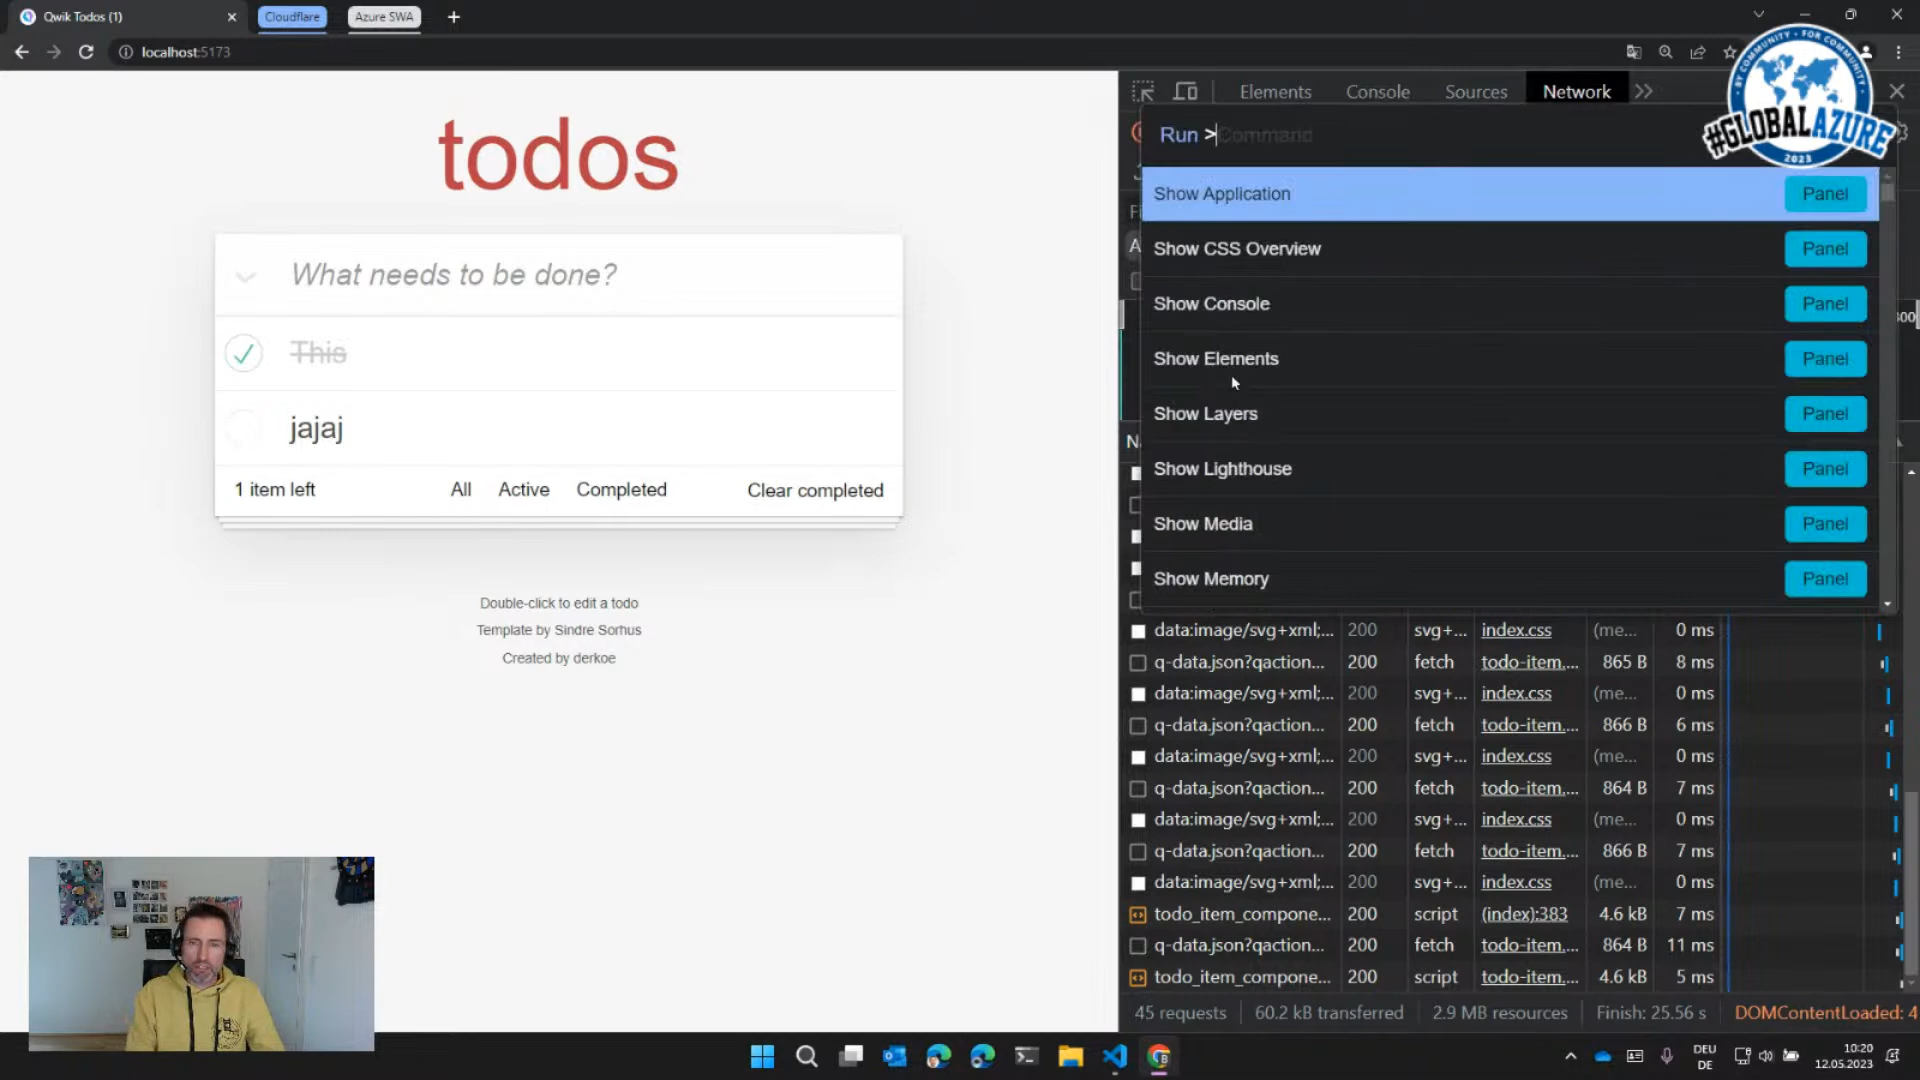 Qwik Todos (1)
Cloudflare
Azure SWA
localhost:5173
BY COMMUNITY · FOR COMMUNITY
#GLOBALAZURE
2023
Elements
Console
Sources
Network
Run >Command
Show Application Panel
Show CSS Overview Panel
Show Console Panel
Show Elements Panel
Show Layers Panel
Show Lighthouse Panel
Show Media Panel
Show Memory Panel
todos
What needs to be done?
This
jajaj
1 item left All Active Completed Clear completed
Double-click to edit a todo
Template by Sindre Sorhus
Created by derkoe
data:image/svg+xml;... 200 svg+... index.css (me... 0 ms
q-data.json?qaction... 200 fetch todo-item.... 865 B 8 ms
data:image/svg+xml;... 200 svg+... index.css (me... 0 ms
q-data.json?qaction... 200 fetch todo-item.... 866 B 6 ms
data:image/svg+xml;... 200 svg+... index.css (me... 0 ms
q-data.json?qaction... 200 fetch todo-item.... 864 B 7 ms
data:image/svg+xml;... 200 svg+... index.css (me... 0 ms
q-data.json?qaction... 200 fetch todo-item.... 866 B 7 ms
data:image/svg+xml;... 200 svg+... index.css (me... 0 ms
todo_item_compone... 200 script (index):383 4.6 kB 7 ms
q-data.json?qaction... 200 fetch todo-item.... 864 B 11 ms
todo_item_compone... 200 script todo-item.... 4.6 kB 5 ms
45 requests 60.2 kB transferred 2.9 MB resources Finish: 25.56 s DOMContentLoaded: 4
DEU
DE
10:20
12.05.2023